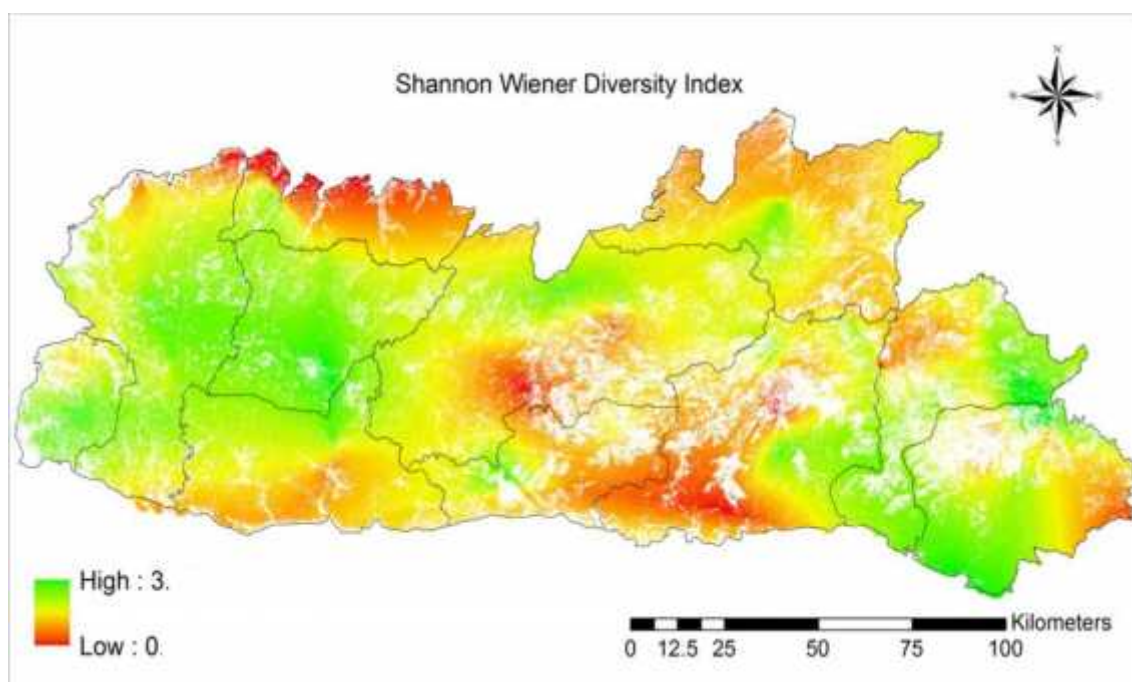 Shannon Wiener Diversity Index
N
High : 3.
Low : 0
Kilometers
0 12.5 25 50 75 100